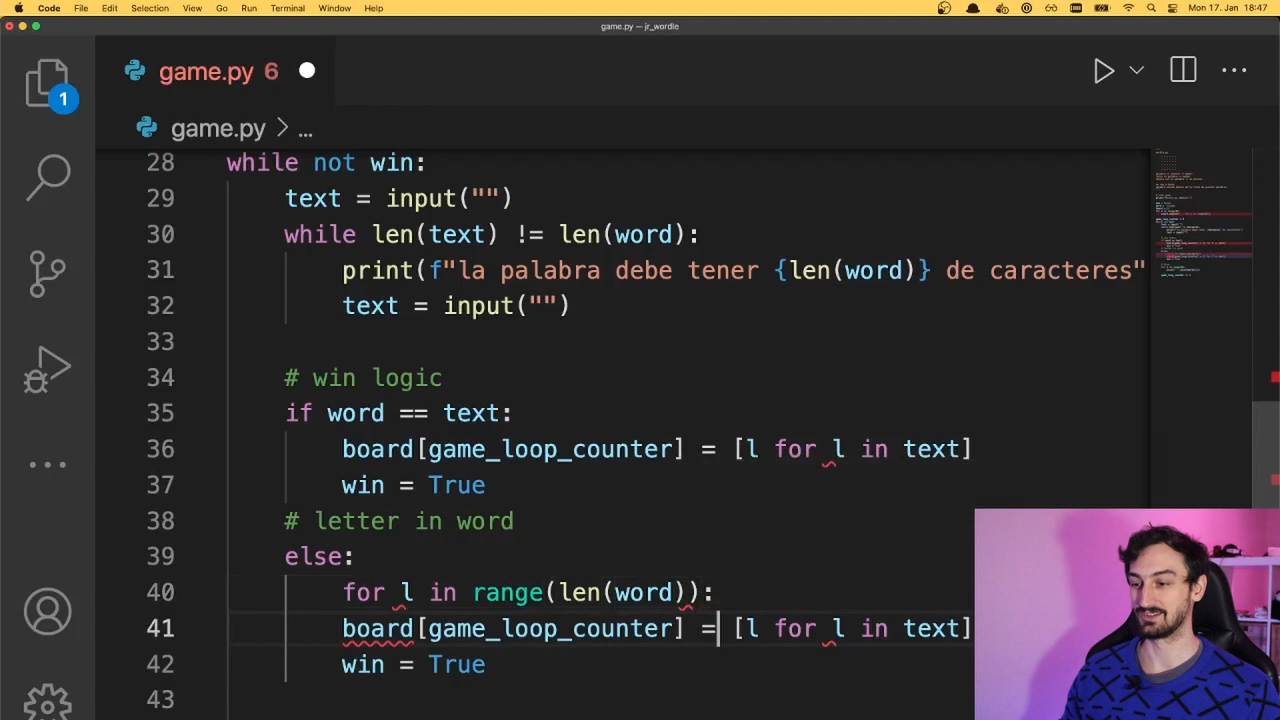 Code File Edit Selection View Go Run Terminal Window Help Mon 17. Jan 18:47
game.py — jr_wordle
game.py 6
1
game.py > ...
28 while not win:
29 text = input("")
30 while len(text) != len(word):
31 print(f"la palabra debe tener {len(word)} de caracteres"
32 text = input("")
33
34 # win logic
35 if word == text:
36 board[game_loop_counter] = [l for l in text]
37 win = True
38 # letter in word
39 else:
40 for l in range(len(word)):
41 board[game_loop_counter] = [l for l in text]
42 win = True
43